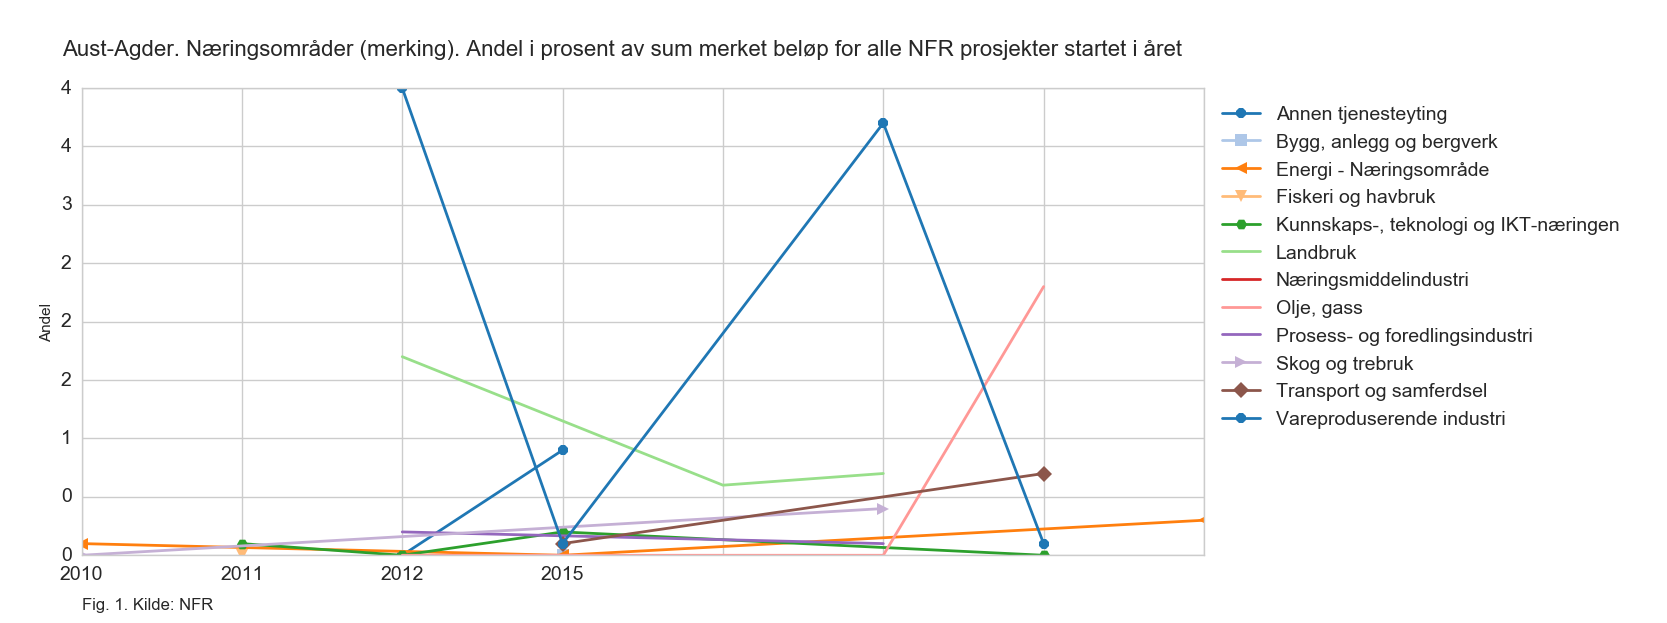 Aust-Agder. Næringsområder (merking). Andel i prosent av sum merket beløp for alle NFR prosjekter startet i året
4
4
3
2
2
2
1
0
0
Andel
2010 2011 2012 2015
Annen tjenesteyting
Bygg, anlegg og bergverk
Energi - Næringsområde
Fiskeri og havbruk
Kunnskaps-, teknologi og IKT-næringen
Landbruk
Næringsmiddelindustri
Olje, gass
Prosess- og foredlingsindustri
Skog og trebruk
Transport og samferdsel
Vareproduserende industri
Fig. 1. Kilde: NFR